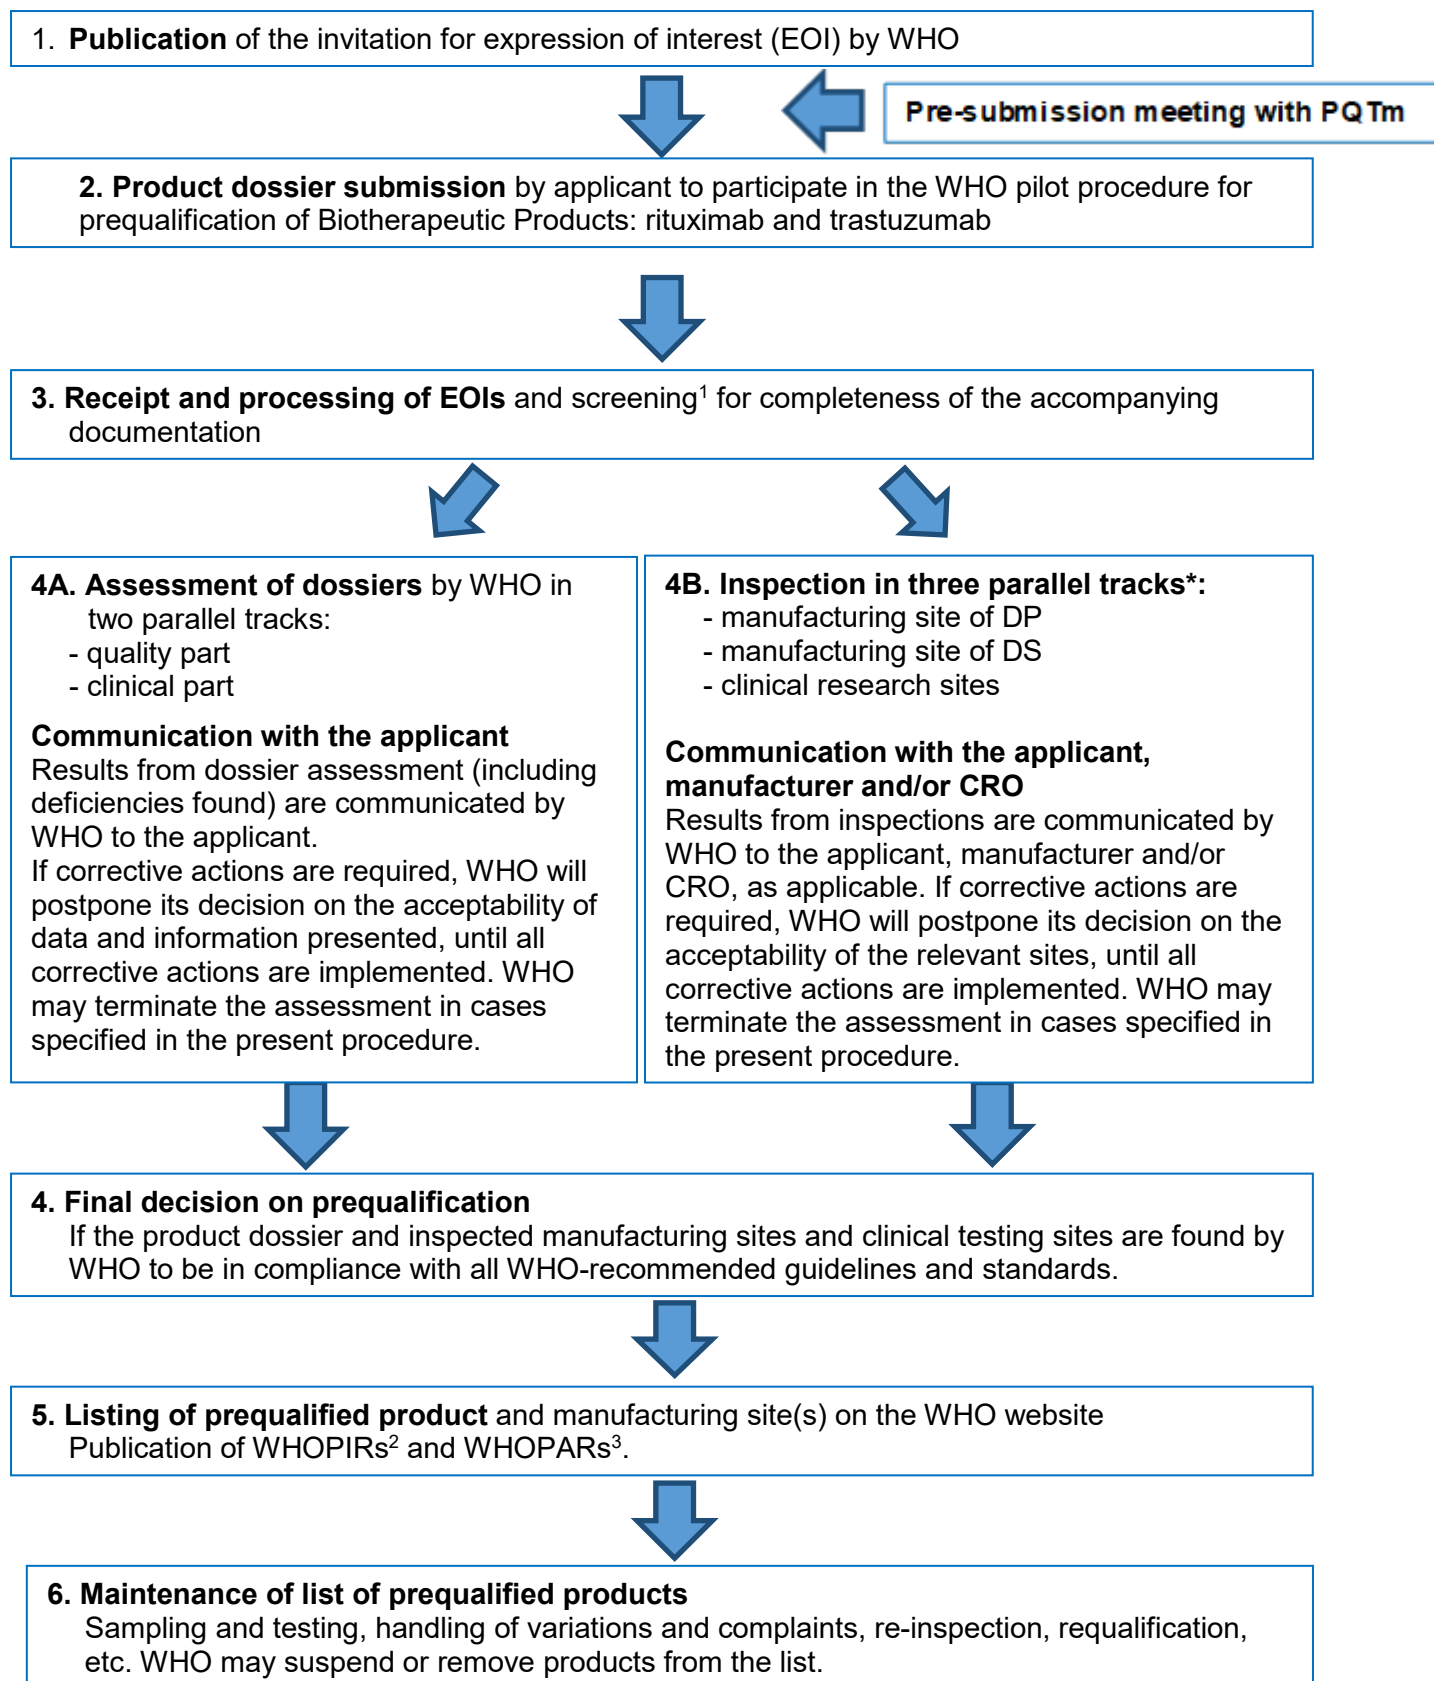 1. Publication of the invitation for expression of interest (EOI) by WHO
Pre-submission meeting with PQTm
2. Product dossier submission by applicant to participate in the WHO pilot procedure for
prequalification of Biotherapeutic Products: rituximab and trastuzumab
3. Receipt and processing of EOIs and screening¹ for completeness of the accompanying
documentation
4A. Assessment of dossiers by WHO in
two parallel tracks:
- quality part
- clinical part
Communication with the applicant
Results from dossier assessment (including
deficiencies found) are communicated by
WHO to the applicant.
If corrective actions are required, WHO will
postpone its decision on the acceptability of
data and information presented, until all
corrective actions are implemented. WHO
may terminate the assessment in cases
specified in the present procedure.
4B. Inspection in three parallel tracks*:
- manufacturing site of DP
- manufacturing site of DS
- clinical research sites
Communication with the applicant,
manufacturer and/or CRO
Results from inspections are communicated by
WHO to the applicant, manufacturer and/or
CRO, as applicable. If corrective actions are
required, WHO will postpone its decision on the
acceptability of the relevant sites, until all
corrective actions are implemented. WHO may
terminate the assessment in cases specified in
the present procedure.
4. Final decision on prequalification
If the product dossier and inspected manufacturing sites and clinical testing sites are found by
WHO to be in compliance with all WHO-recommended guidelines and standards.
5. Listing of prequalified product and manufacturing site(s) on the WHO website
Publication of WHOPIRs² and WHOPARs³.
6. Maintenance of list of prequalified products
Sampling and testing, handling of variations and complaints, re-inspection, requalification,
etc. WHO may suspend or remove products from the list.